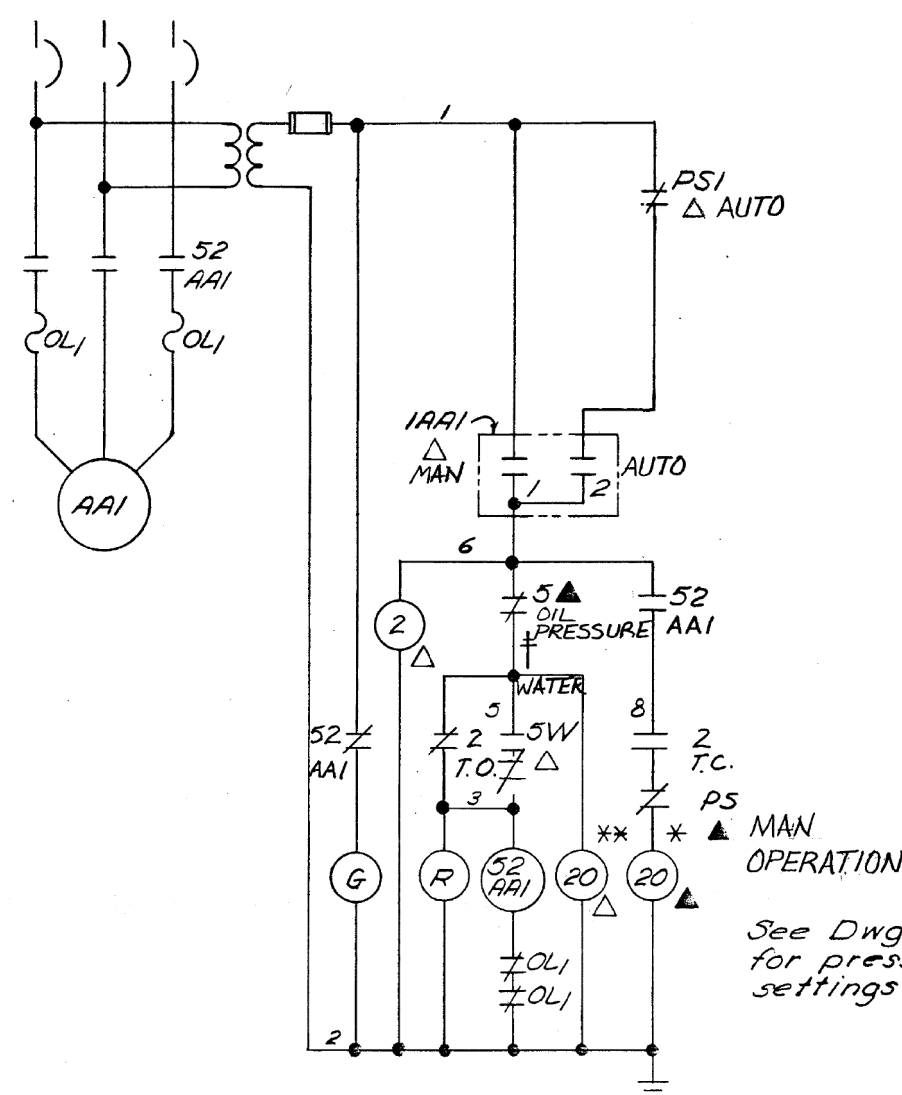 1
PS1
△ AUTO
52
AA1
OL1
OL1
1AA1
△
MAN
AUTO
1
2
AA1
6
5▲
OIL
PRESSURE
52
AA1
2
△
WATER
5
8
52
AA1
2
T.O.
5W
△
2
T.C.
3
PS
▲ MAN
OPERATION
**
*
G
R
52
AA1
20
△
20
▲
See Dwg
for press
settings
OL1
OL1
2